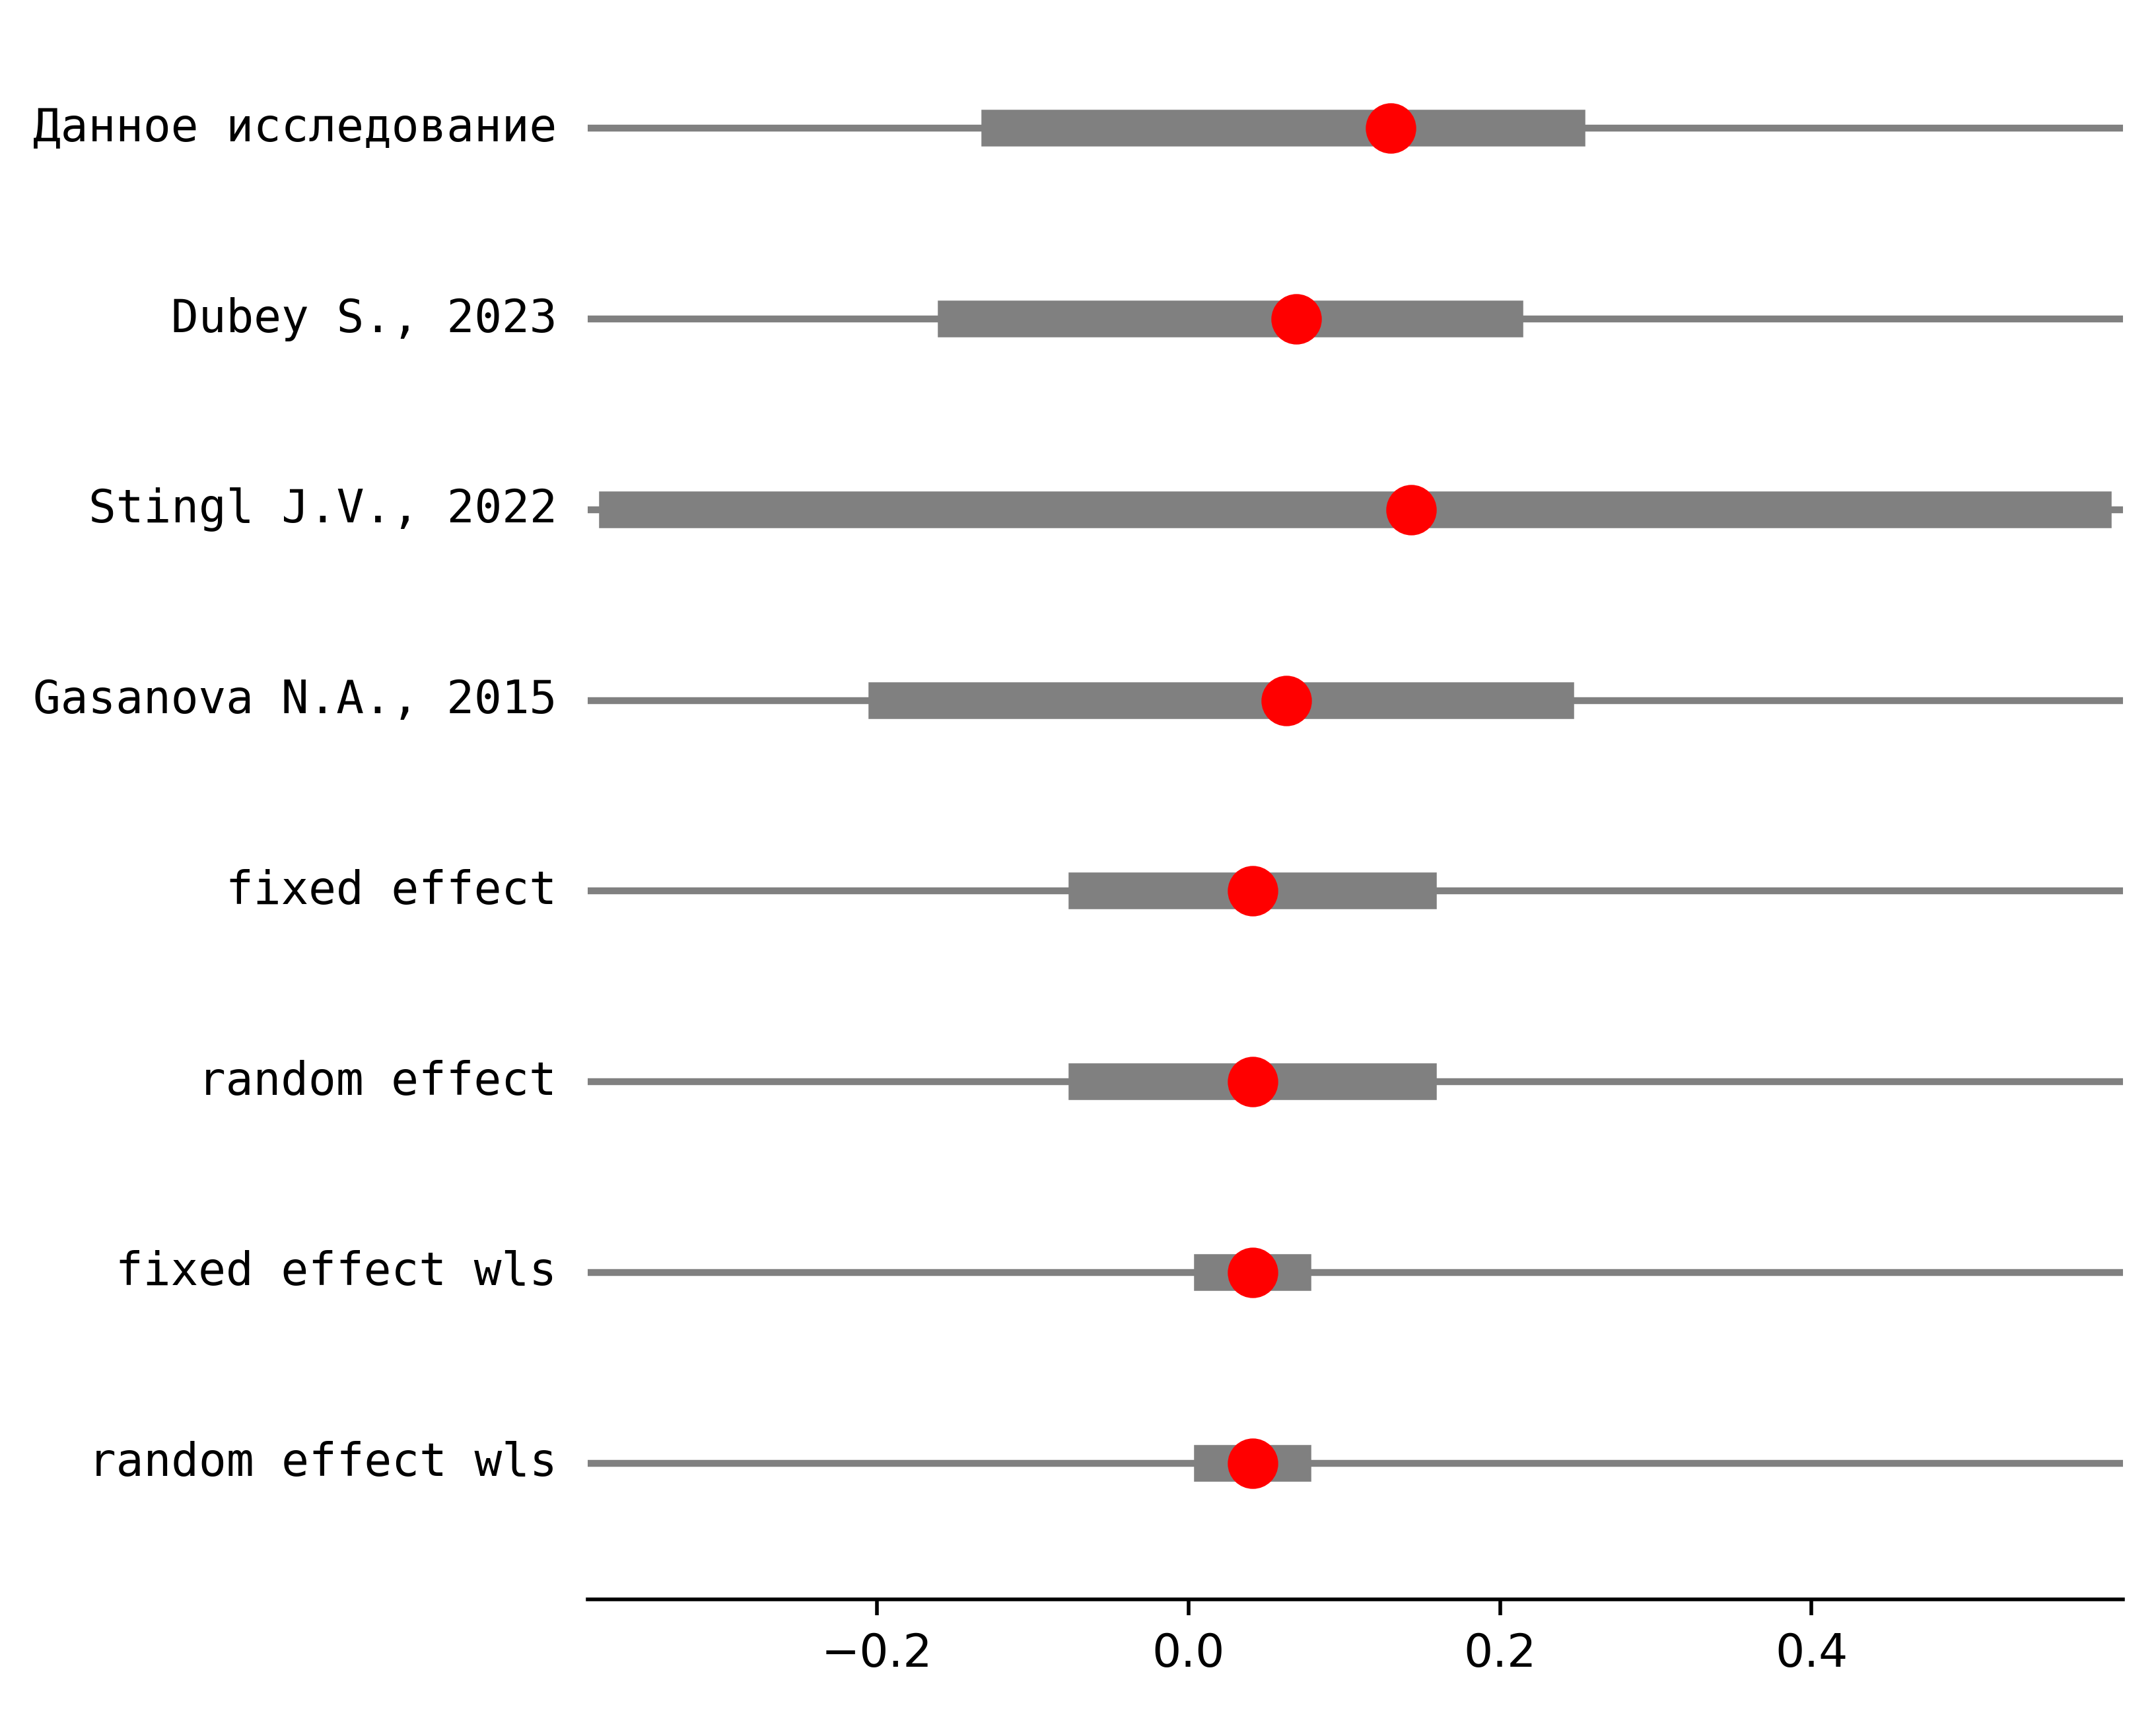 Данное исследование
Dubey S., 2023
Stingl J.V., 2022
Gasanova N.A., 2015
fixed effect
random effect
fixed effect wls
random effect wls
−0.2 0.0 0.2 0.4